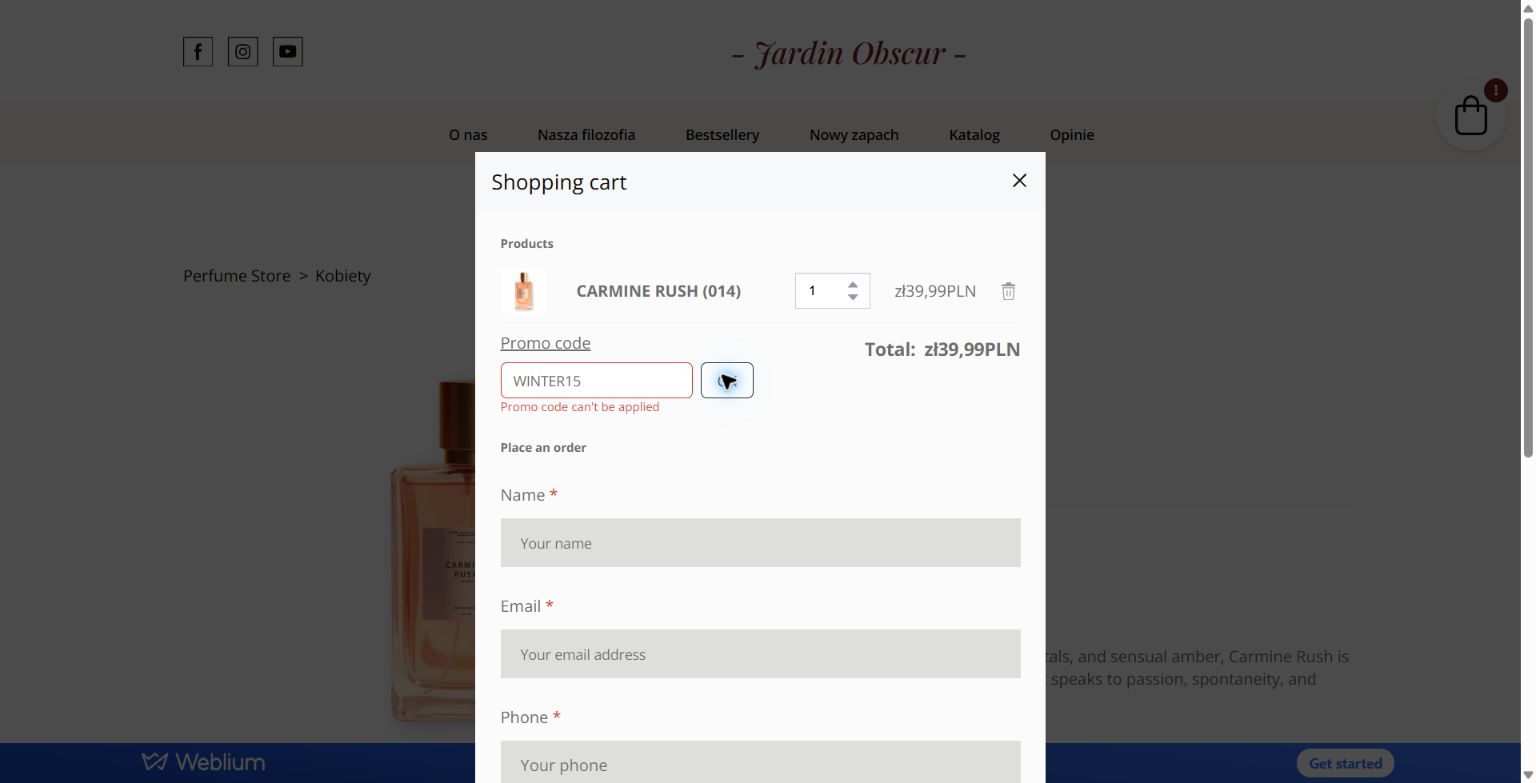 - Jardin Obscur -
1
O nas Nasza filozofia Bestsellery Nowy zapach Katalog Opinie
Shopping cart
Products
Perfume Store > Kobiety
CARMINE RUSH (014) 1 zł39,99PLN
Promo code
Total: zł39,99PLN
WINTER15
Promo code can't be applied
Place an order
Name *
Your name
CARMI
RUSH
Email *
Your email address
tals, and sensual amber, Carmine Rush is
speaks to passion, spontaneity, and
Phone *
Your phone
Weblium
Get started